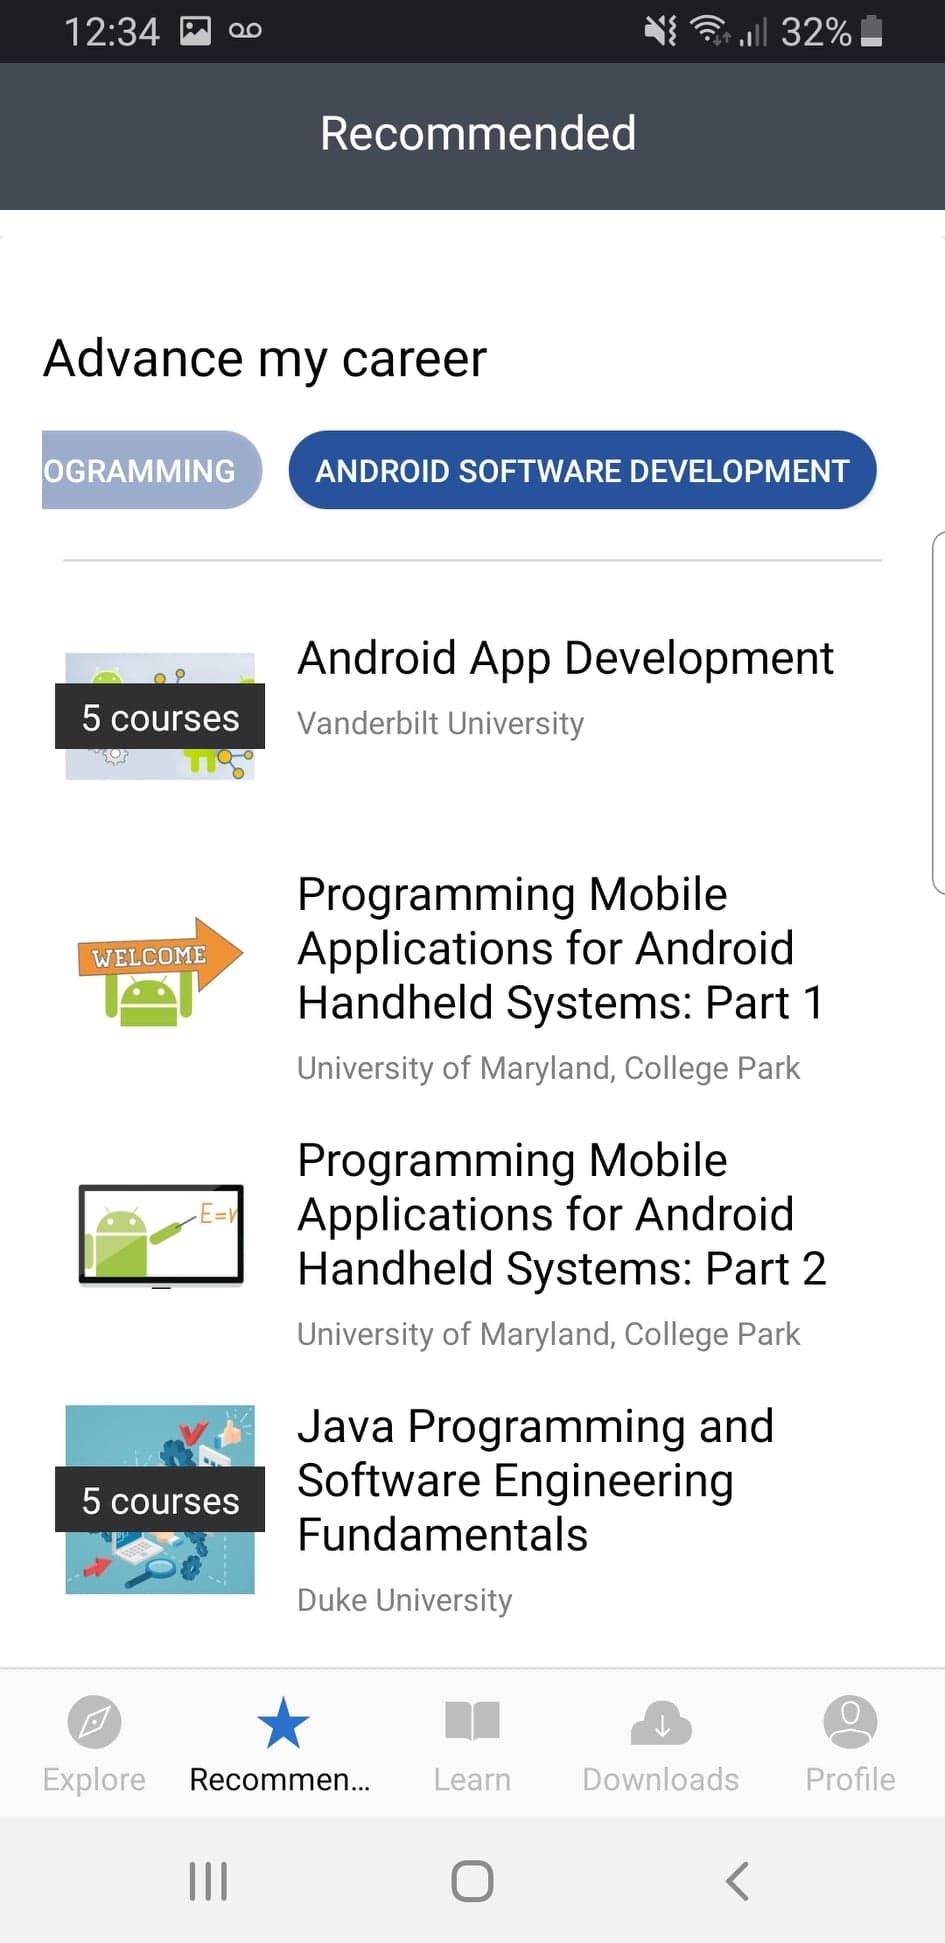 12:34
32%
Recommended
Advance my career
OGRAMMING
ANDROID SOFTWARE DEVELOPMENT
5 courses
Android App Development
Vanderbilt University
WELCOME
Programming Mobile
Applications for Android
Handheld Systems: Part 1
University of Maryland, College Park
E=
Programming Mobile
Applications for Android
Handheld Systems: Part 2
University of Maryland, College Park
5 courses
Java Programming and
Software Engineering
Fundamentals
Duke University
Explore
Recommen...
Learn
Downloads
Profile